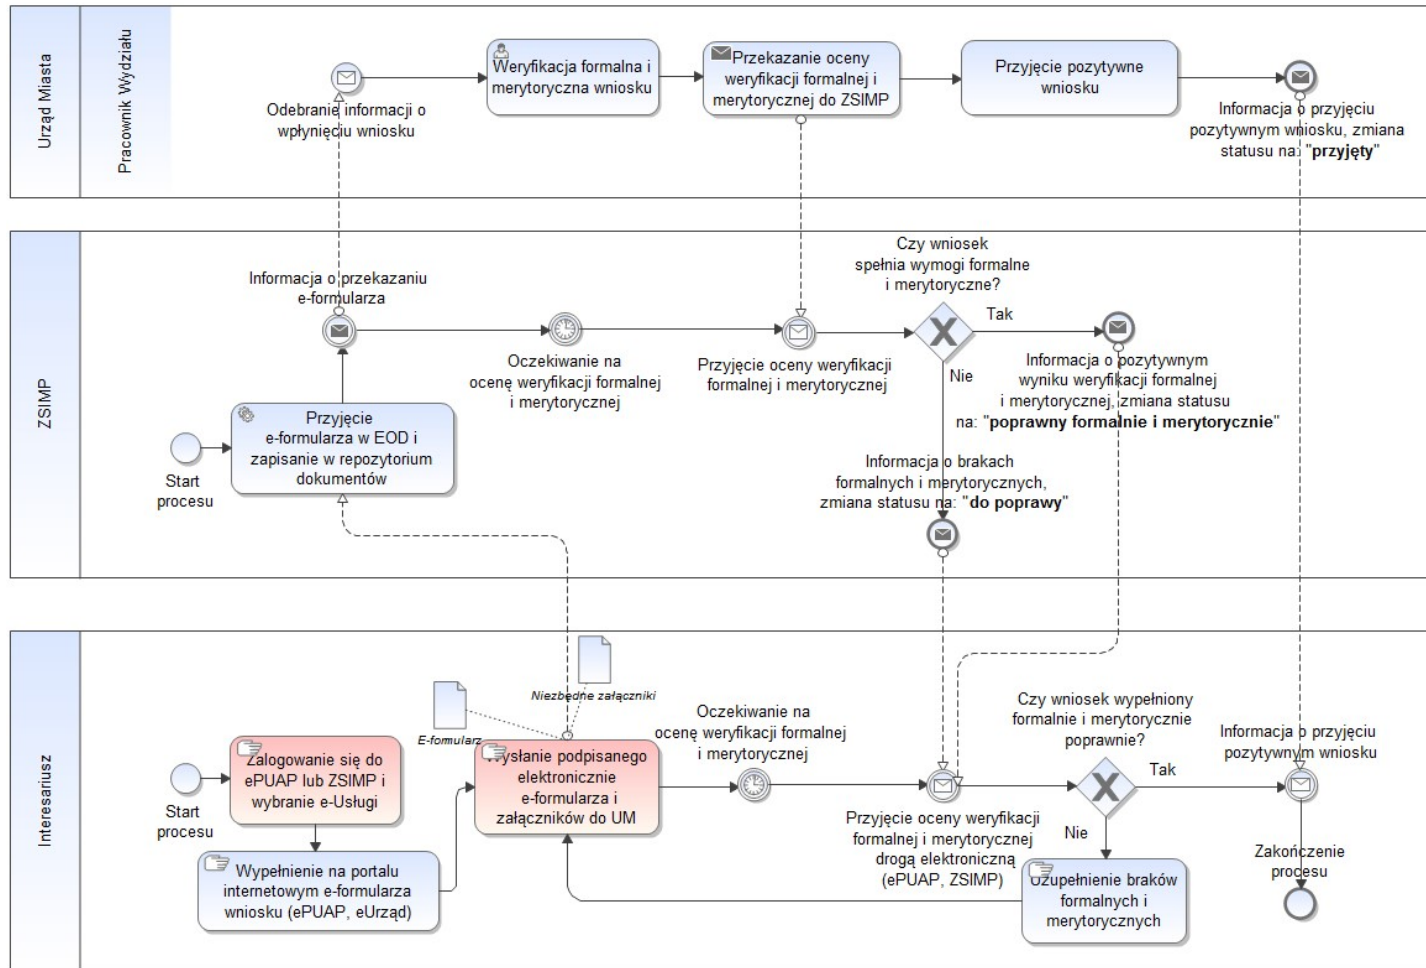 Urząd Miasta
Pracownik Wydziału
Odebranie informacji o
wpłynięciu wniosku
Weryfikacja formalna i
merytoryczna wniosku
Przekazanie oceny
weryfikacji formalnej i
merytorycznej do ZSIMP
Przyjęcie pozytywne
wniosku
Informacja o przyjęciu
pozytywnym wniosku, zmiana
statusu na: "przyjęty"
ZSIMP
Start
procesu
Przyjęcie
e-formularza w EOD i
zapisanie w repozytorium
dokumentów
Informacja o przekazaniu
e-formularza
Oczekiwanie na
ocenę weryfikacji formalnej
i merytorycznej
Przyjęcie oceny weryfikacji
formalnej i merytorycznej
Czy wniosek
spełnia wymogi formalne
i merytoryczne?
Tak
Nie
Informacja o pozytywnym
wyniku weryfikacji formalnej
i merytorycznej, zmiana statusu
na: "poprawny formalnie i merytorycznie"
Informacja o brakach
formalnych i merytorycznych,
zmiana statusu na: "do poprawy"
Interesariusz
Start
procesu
Zalogowanie się do
ePUAP lub ZSIMP i
wybranie e-Usługi
Wypełnienie na portalu
internetowym e-formularza
wniosku (ePUAP, eUrząd)
E-formularz
Niezbędne załączniki
Wysłanie podpisanego
elektronicznie
e-formularza i
załączników do UM
Oczekiwanie na
ocenę weryfikacji formalnej
i merytorycznej
Przyjęcie oceny weryfikacji
formalnej i merytorycznej
drogą elektroniczną
(ePUAP, ZSIMP)
Czy wniosek wypełniony
formalnie i merytorycznie
poprawnie?
Tak
Nie
Uzupełnienie braków
formalnych i
merytorycznych
Informacja o przyjęciu
pozytywnym wniosku
Zakończenie
procesu